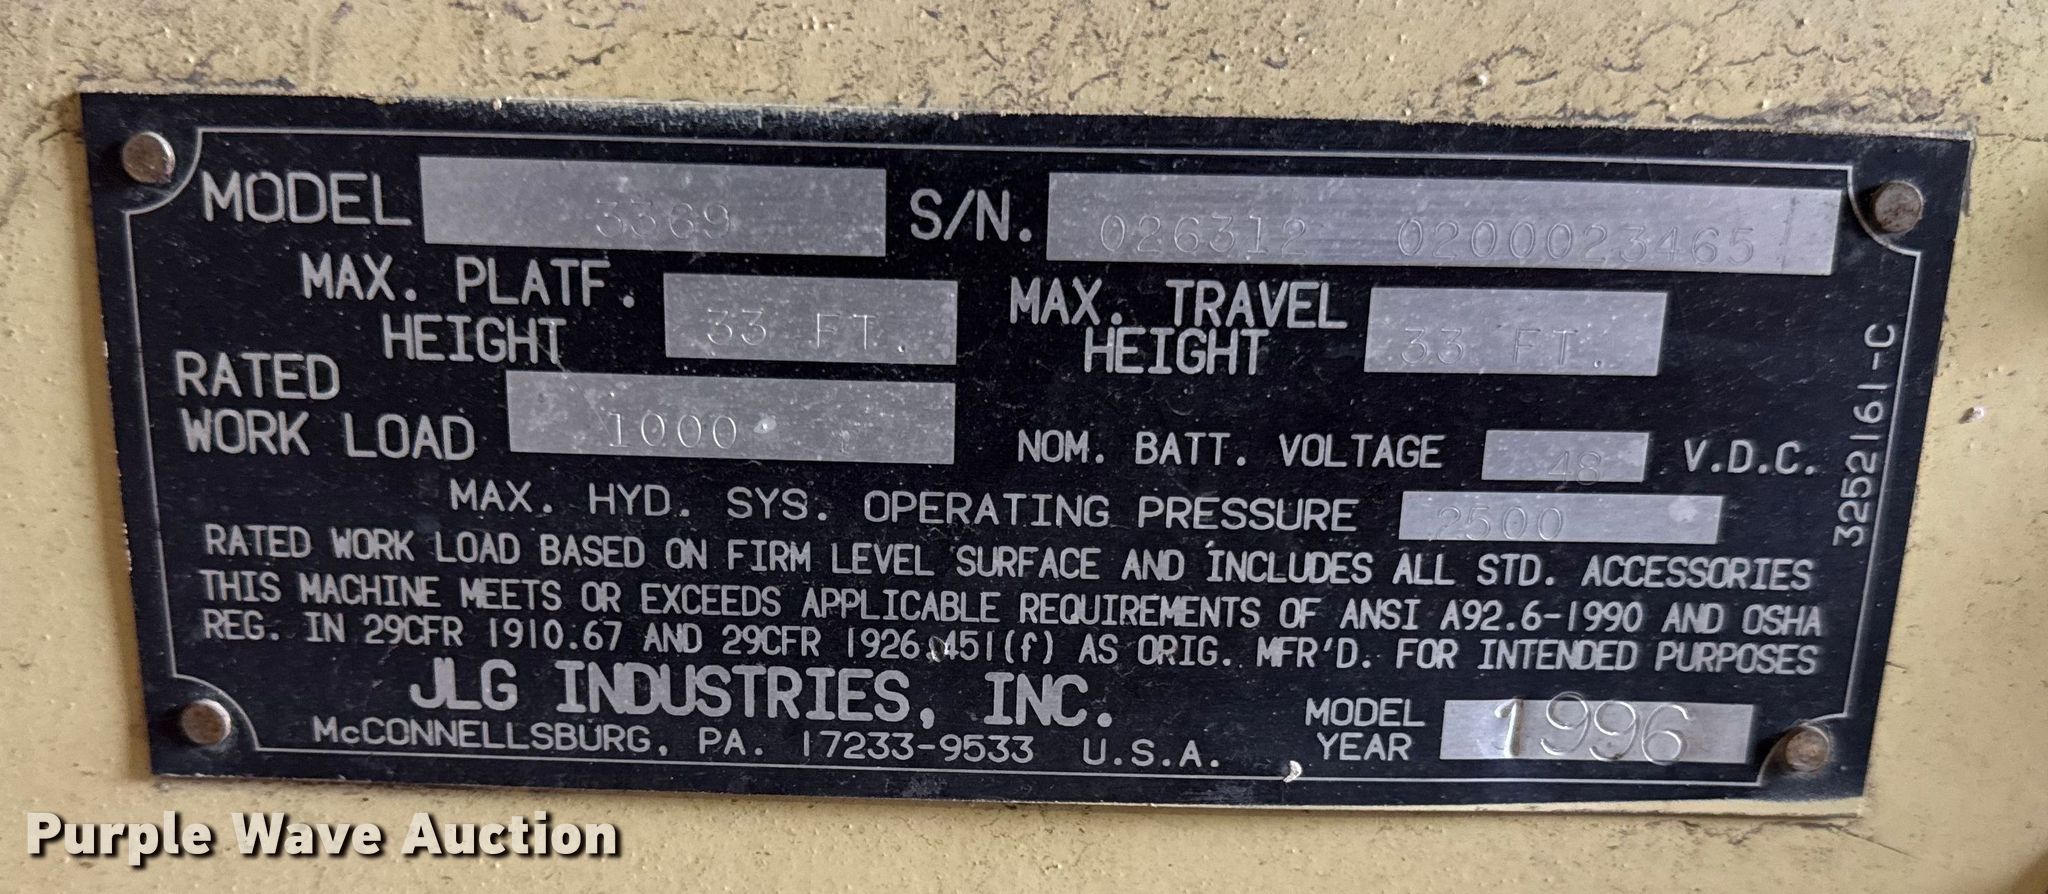 MODEL 3369 S/N. 026312 0200023465
MAX. PLATF. HEIGHT 33 FT. MAX. TRAVEL HEIGHT 33 FT.
RATED WORK LOAD 1000 NOM. BATT. VOLTAGE 48 V.D.C.
MAX. HYD. SYS. OPERATING PRESSURE 2500
RATED WORK LOAD BASED ON FIRM LEVEL SURFACE AND INCLUDES ALL STD. ACCESSORIES
THIS MACHINE MEETS OR EXCEEDS APPLICABLE REQUIREMENTS OF ANSI A92.6-1990 AND OSHA
REG. IN 29CFR 1910.67 AND 29CFR 1926.451(f) AS ORIG. MFR'D. FOR INTENDED PURPOSES
JLG INDUSTRIES, INC.
McCONNELLSBURG, PA. 17233-9533 U.S.A.
MODEL YEAR 1996
3252161-C
Purple Wave Auction